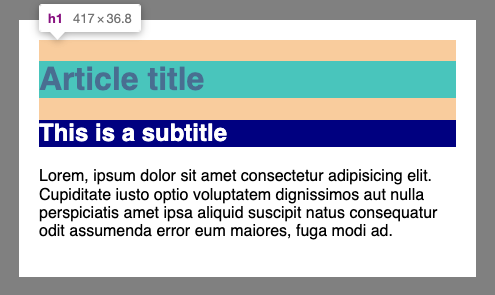 h1 417 × 36.8
Article title
This is a subtitle
Lorem, ipsum dolor sit amet consectetur adipisicing elit.
Cupiditate iusto optio voluptatem dignissimos aut nulla
perspiciatis amet ipsa aliquid suscipit natus consequatur
odit assumenda error eum maiores, fuga modi ad.